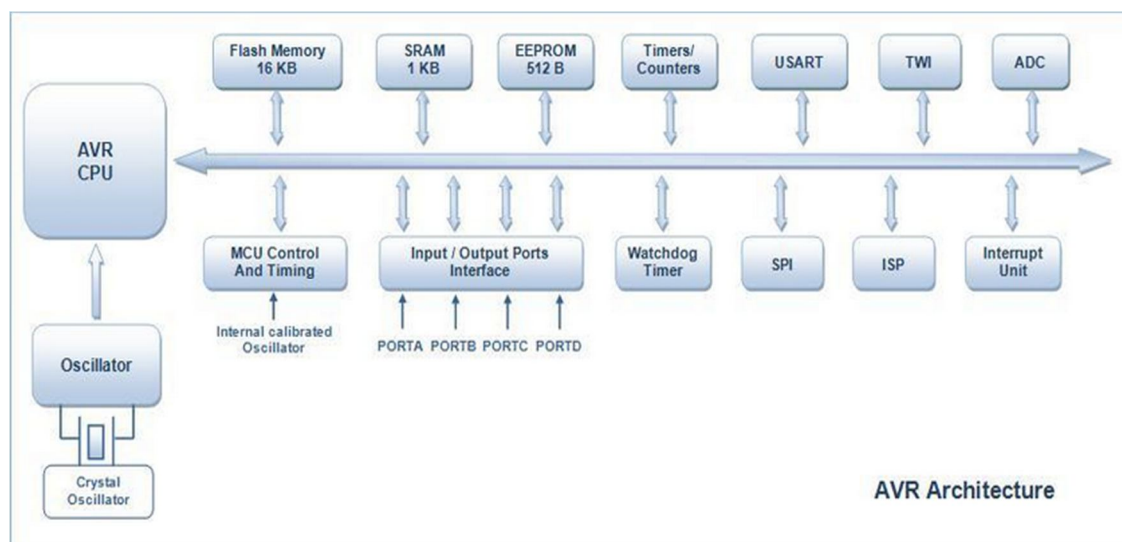 Flash Memory
16 KB
SRAM
1 KB
EEPROM
512 B
Timers/
Counters
USART
TWI
ADC
AVR
CPU
MCU Control
And Timing
Input / Output Ports
Interface
Watchdog
Timer
SPI
ISP
Interrupt
Unit
Internal calibrated
Oscillator
PORTA
PORTB
PORTC
PORTD
Oscillator
Crystal
Oscillator
AVR Architecture